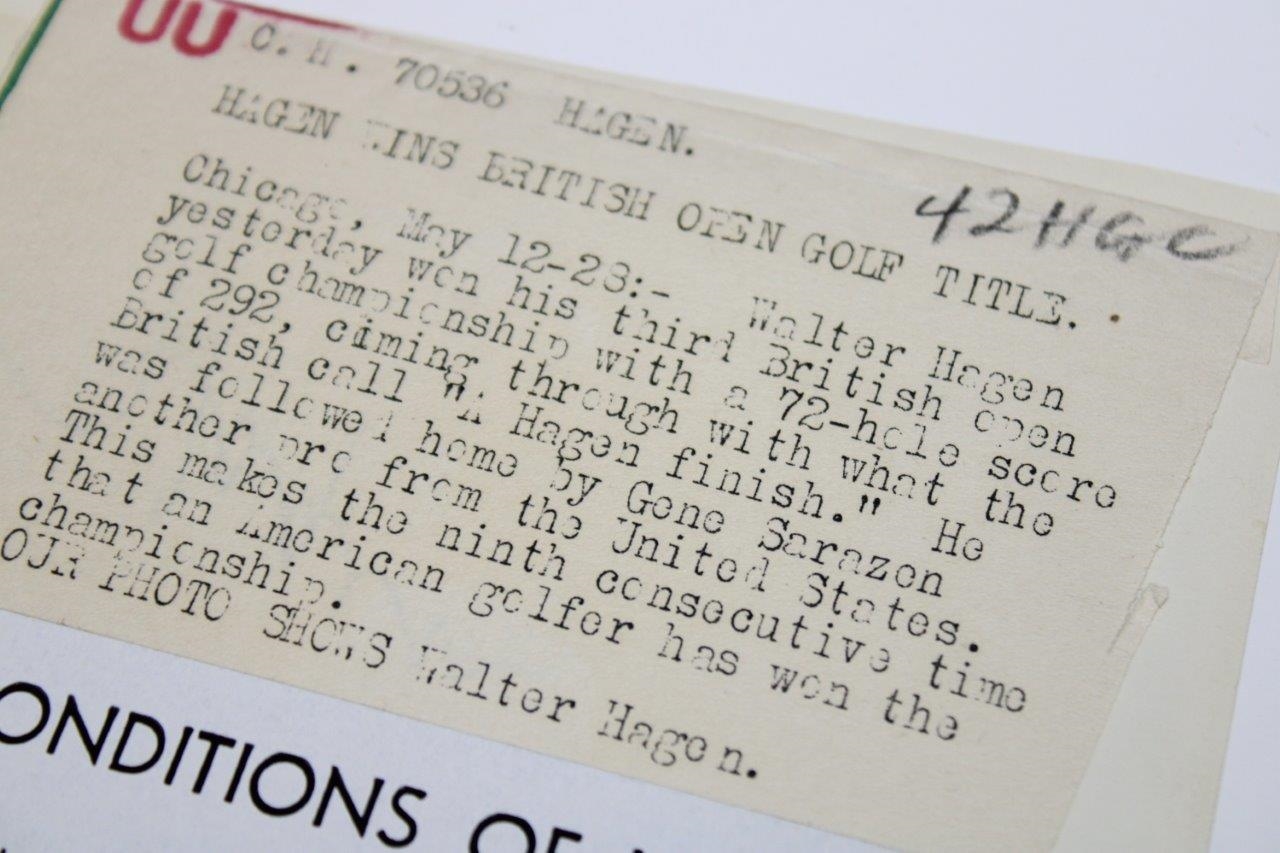 UU C. H. 70536 HAGEN.
42HGC
HAGEN WINS BRITISH OPEN GOLF TITLE.
Chicago, May 12-28:- Walter Hagen
yesterday won his third British open
golf championship with a 72-hole score
of 292, ciming through with what the
British call "A Hagen finish." He
was followed home by Gene Sarazen
another pro from the United States.
This makes the ninth consecutive time
that an American golfer has won the
championship.
OUR PHOTO SHOWS Walter Hagen.
ONDITIONS OF